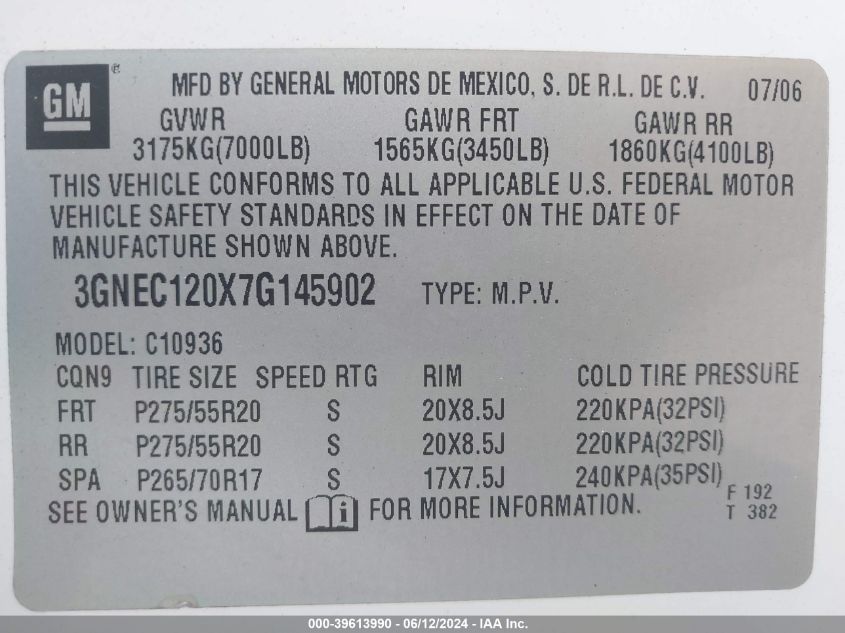 GM ®
MFD BY GENERAL MOTORS DE MEXICO, S. DE R.L. DE C.V. 07/06
GVWR GAWR FRT GAWR RR
3175KG(7000LB) 1565KG(3450LB) 1860KG(4100LB)
THIS VEHICLE CONFORMS TO ALL APPLICABLE U.S. FEDERAL MOTOR
VEHICLE SAFETY STANDARDS IN EFFECT ON THE DATE OF
MANUFACTURE SHOWN ABOVE.
3GNEC120X7G145902 TYPE: M.P.V.
MODEL: C10936
CQN9 TIRE SIZE SPEED RTG RIM COLD TIRE PRESSURE
FRT P275/55R20 S 20X8.5J 220KPA(32PSI)
RR P275/55R20 S 20X8.5J 220KPA(32PSI)
SPA P265/70R17 S 17X7.5J 240KPA(35PSI)
SEE OWNER'S MANUAL i FOR MORE INFORMATION.
F 192
T 382
000-39613990 - 06/12/2024 - IAA Inc.